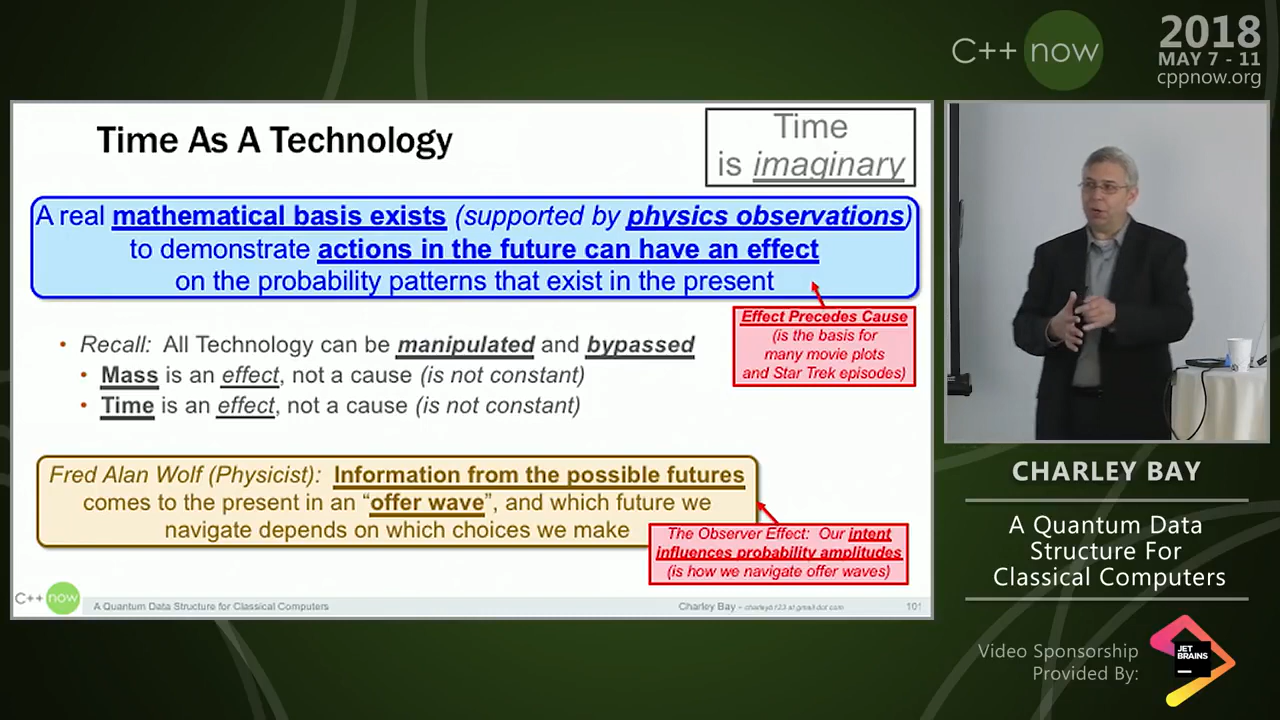 C++ now
2018
MAY 7 - 11
cppnow.org
Time As A Technology
Time
is imaginary
A real mathematical basis exists (supported by physics observations)
to demonstrate actions in the future can have an effect
on the probability patterns that exist in the present
Effect Precedes Cause
(is the basis for
many movie plots
and Star Trek episodes)
• Recall: All Technology can be manipulated and bypassed
• Mass is an effect, not a cause (is not constant)
• Time is an effect, not a cause (is not constant)
Fred Alan Wolf (Physicist): Information from the possible futures
comes to the present in an “offer wave”, and which future we
navigate depends on which choices we make
The Observer Effect: Our intent
influences probability amplitudes
(is how we navigate offer waves)
C++ now
A Quantum Data Structure for Classical Computers
Charley Bay –
101
CHARLEY BAY
A Quantum Data
Structure For
Classical Computers
Video Sponsorship
Provided By:
JET
BRAINS